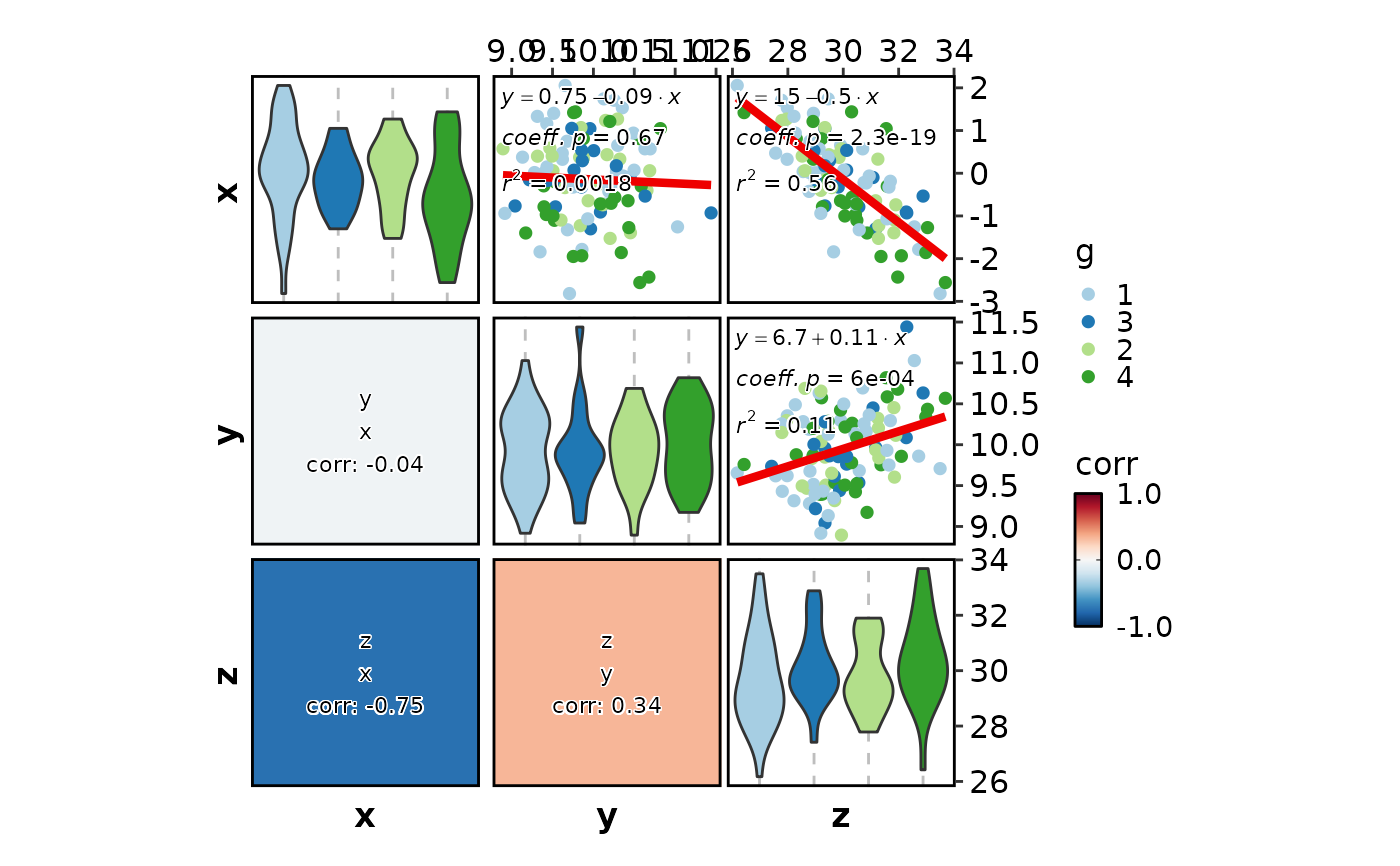 9.0 9.5 10.0 10.5 11.0 11.5 26 28 30 32 34
x
y = 0.75 −0.09 · x
coeff. p = 0.67
r² = 0.0018
y = 15 −0.5 · x
coeff. p = 2.3e-19
r² = 0.56
2
1
0
-1
-2
-3
y
y
x
corr: -0.04
y = 6.7 + 0.11 · x
coeff. p = 6e-04
r² = 0.11
11.5
11.0
10.5
10.0
9.5
9.0
z
z
x
corr: -0.75
z
y
corr: 0.34
34
32
30
28
26
x y z
g
1
3
2
4
corr
1.0
0.0
-1.0